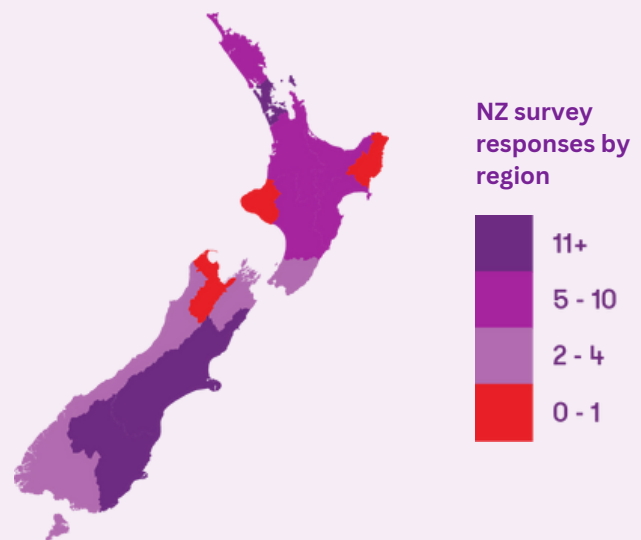 NZ survey
responses by
region
11+
5 - 10
2 - 4
0 - 1